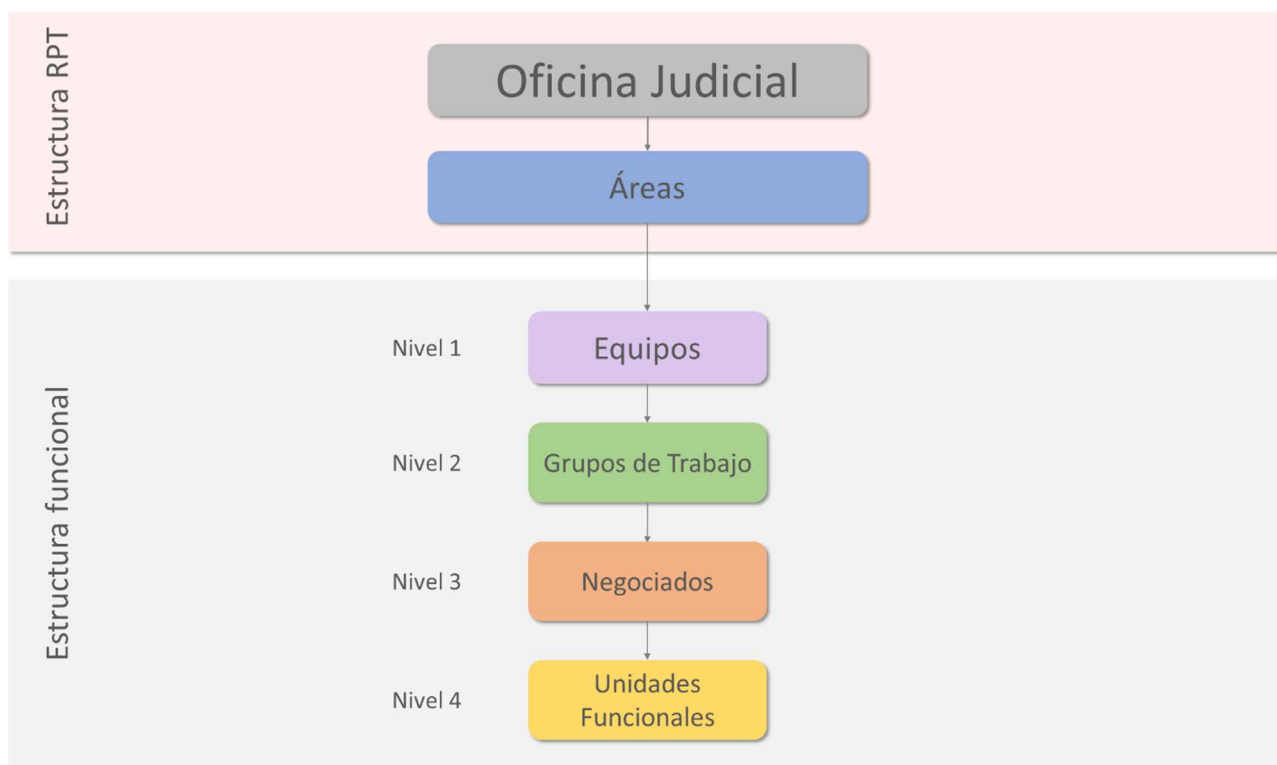 Estructura RPT
Oficina Judicial
Áreas
Estructura funcional
Nivel 1
Equipos
Nivel 2
Grupos de Trabajo
Nivel 3
Negociados
Nivel 4
Unidades
Funcionales